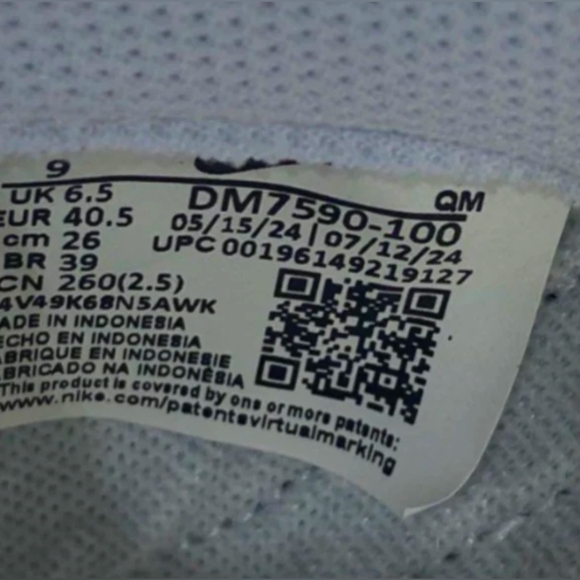 9
UK 6.5
EUR 40.5
cm 26
BR 39
CN 260(2.5)
4V49K68N5AWK
ADE IN INDONESIA
ECHO EN INDONESIA
ABRIQUE EN INDONESIE
ABRICADO NA INDONÉSIA
This product is covered by one or more patents:
www.nike.com/patentsvirtualmarking
QM
DM7590-100
05/15/24 | 07/12/24
UPC 00196149219127